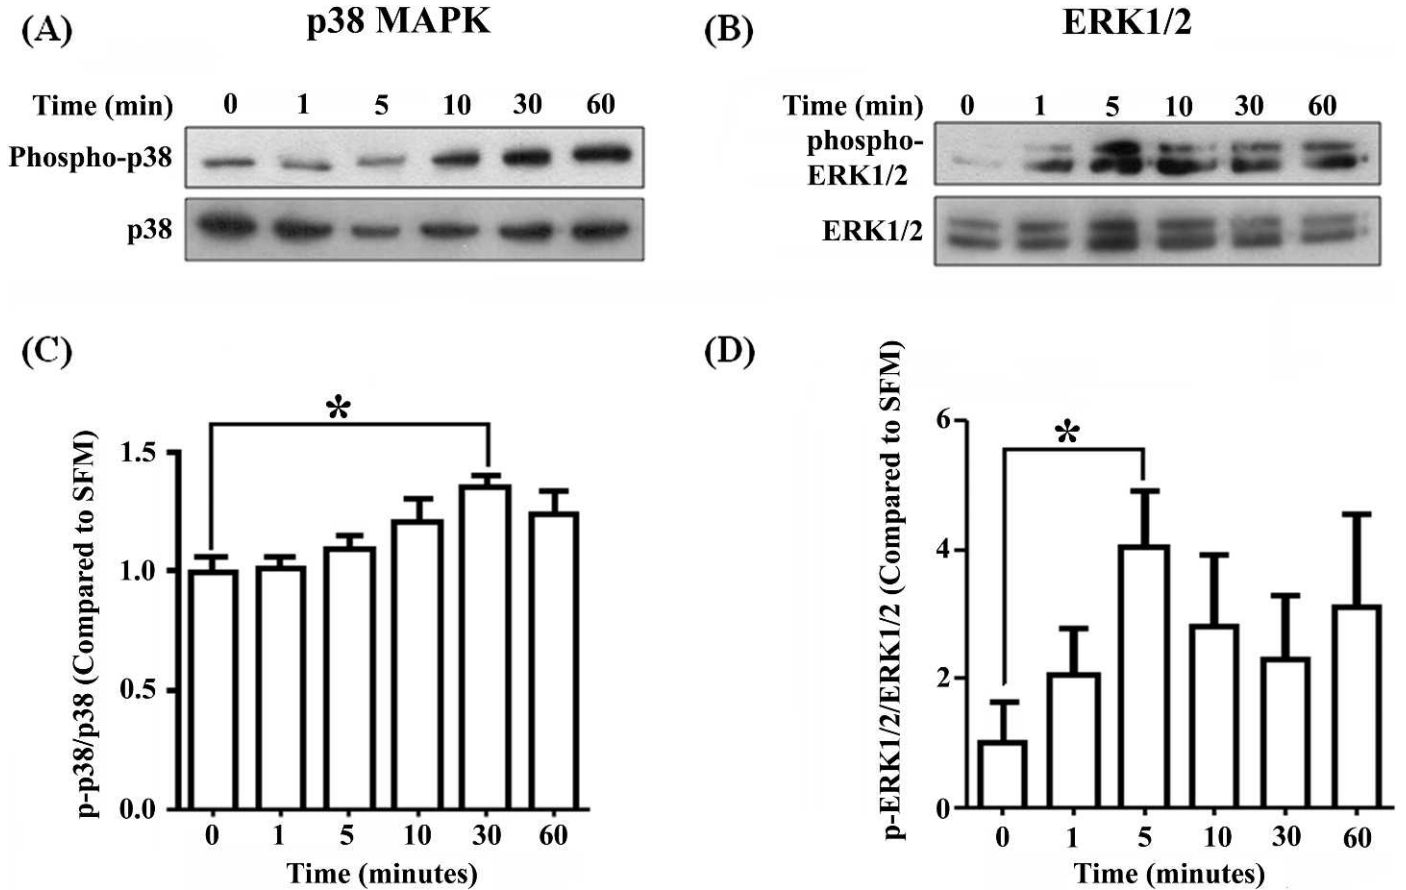 (A)
p38 MAPK
Time (min) 0 1 5 10 30 60
Phospho-p38
p38
(B)
ERK1/2
Time (min) 0 1 5 10 30 60
phospho-
ERK1/2
ERK1/2
(C)
p-p38/p38 (Compared to SFM)
*
1.5
1.0
0.5
0.0
0 1 5 10 30 60
Time (minutes)
(D)
p-ERK1/2/ERK1/2 (Compared to SFM)
*
6
4
2
0
0 1 5 10 30 60
Time (minutes)